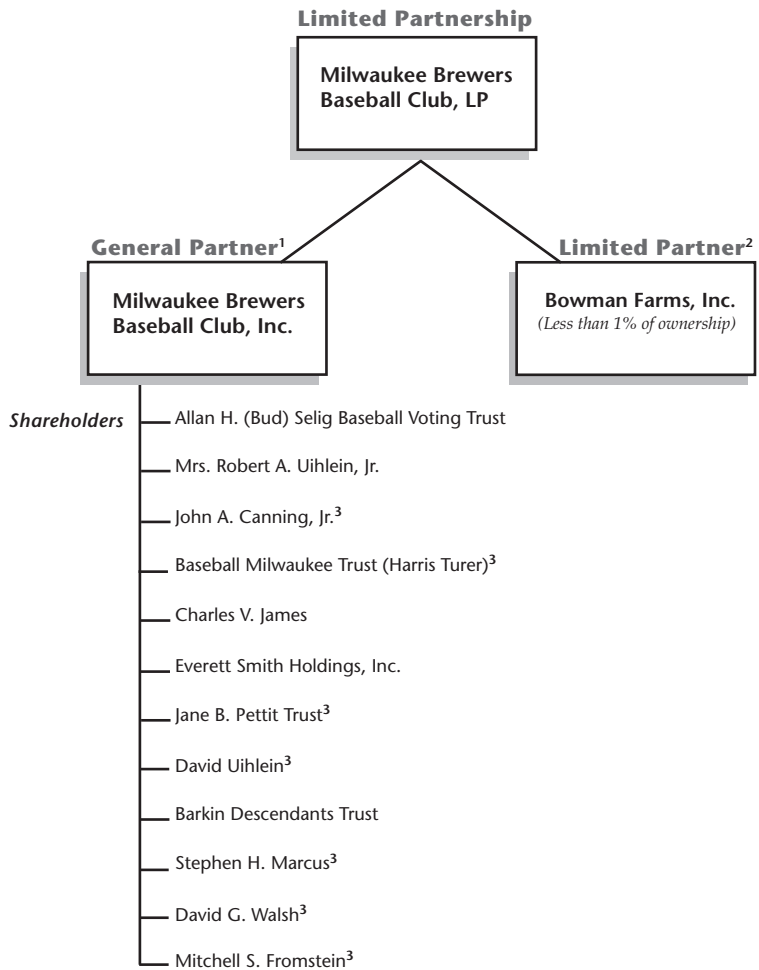 Limited Partnership
Milwaukee Brewers
Baseball Club, LP
General Partner¹
Limited Partner²
Milwaukee Brewers
Baseball Club, Inc.
Bowman Farms, Inc.
(Less than 1% of ownership)
Shareholders
Allan H. (Bud) Selig Baseball Voting Trust
Mrs. Robert A. Uihlein, Jr.
John A. Canning, Jr.³
Baseball Milwaukee Trust (Harris Turer)³
Charles V. James
Everett Smith Holdings, Inc.
Jane B. Pettit Trust³
David Uihlein³
Barkin Descendants Trust
Stephen H. Marcus³
David G. Walsh³
Mitchell S. Fromstein³